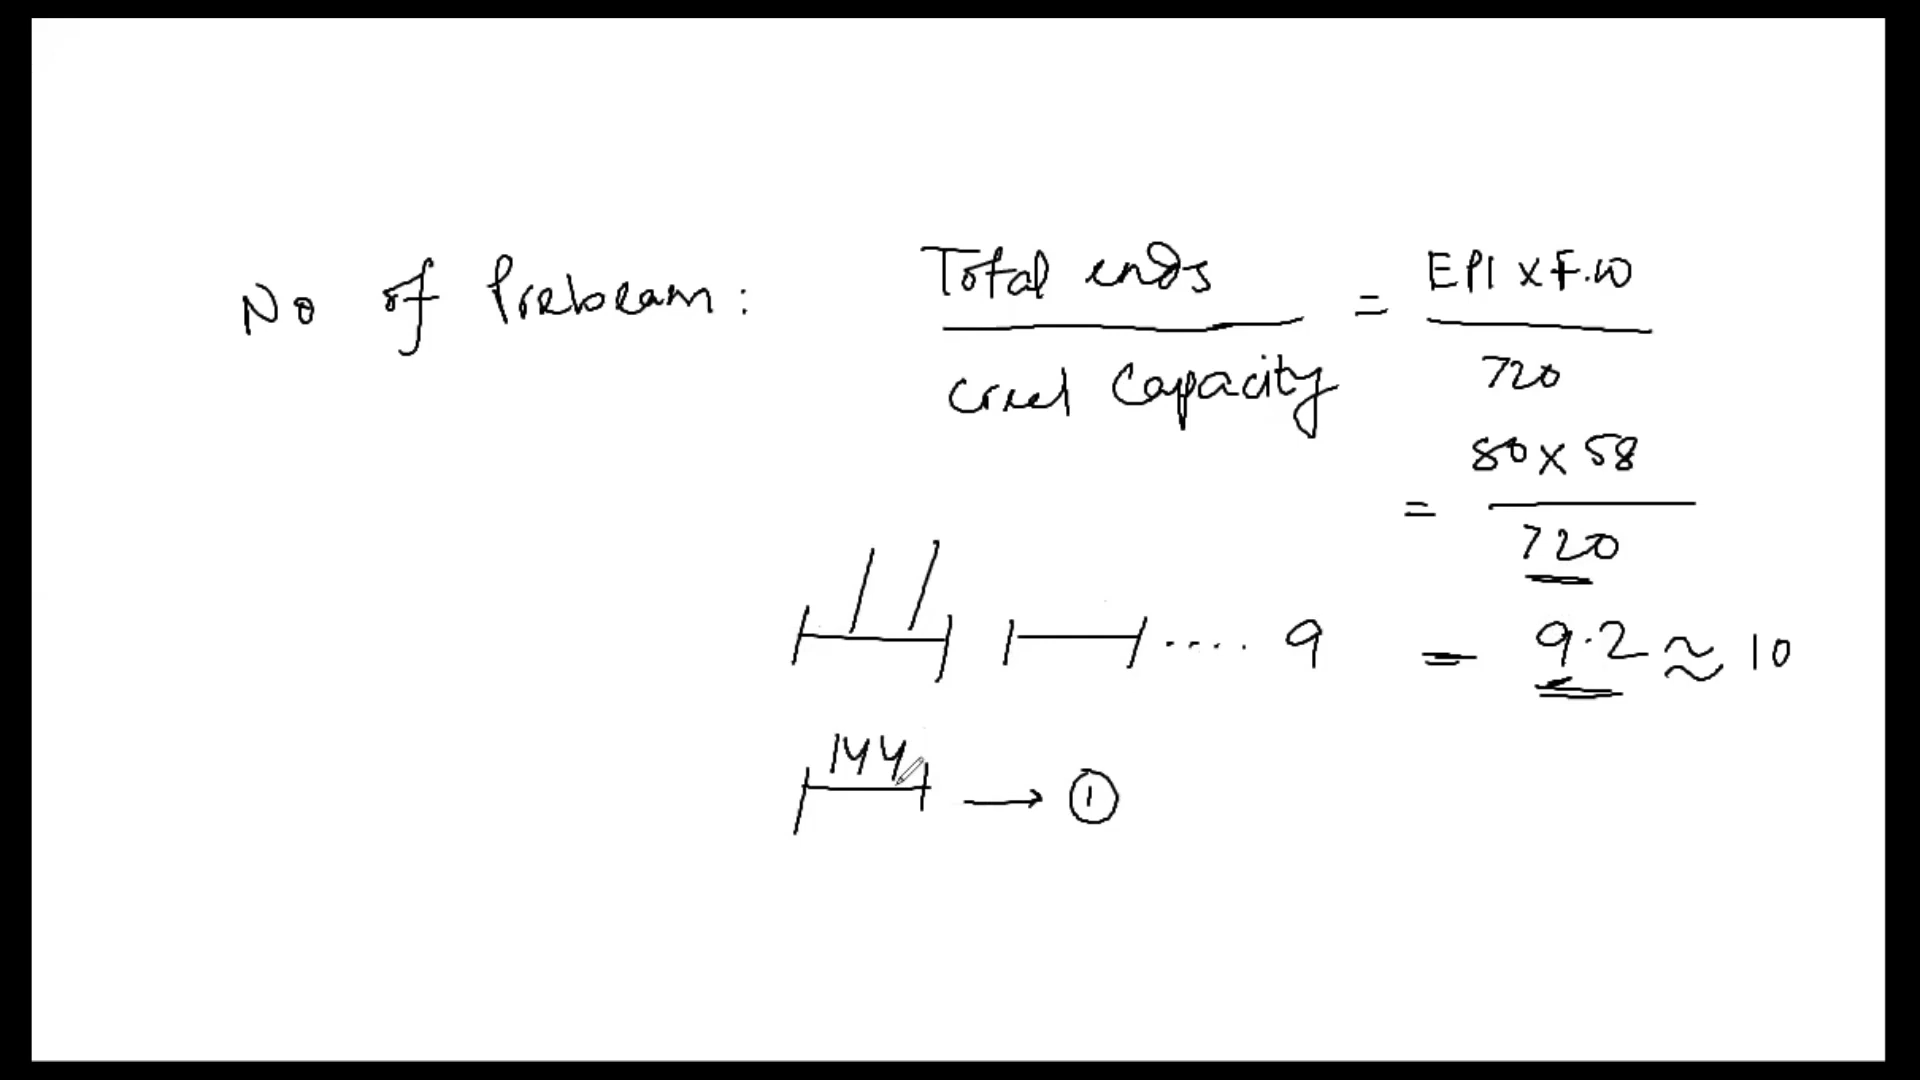 No of Prebeam : Total ends / Creel Capacity = EPI x F.W / 720
= 80 x 58 / 720
.... 9 = 9.2 ≈ 10
144 → ①